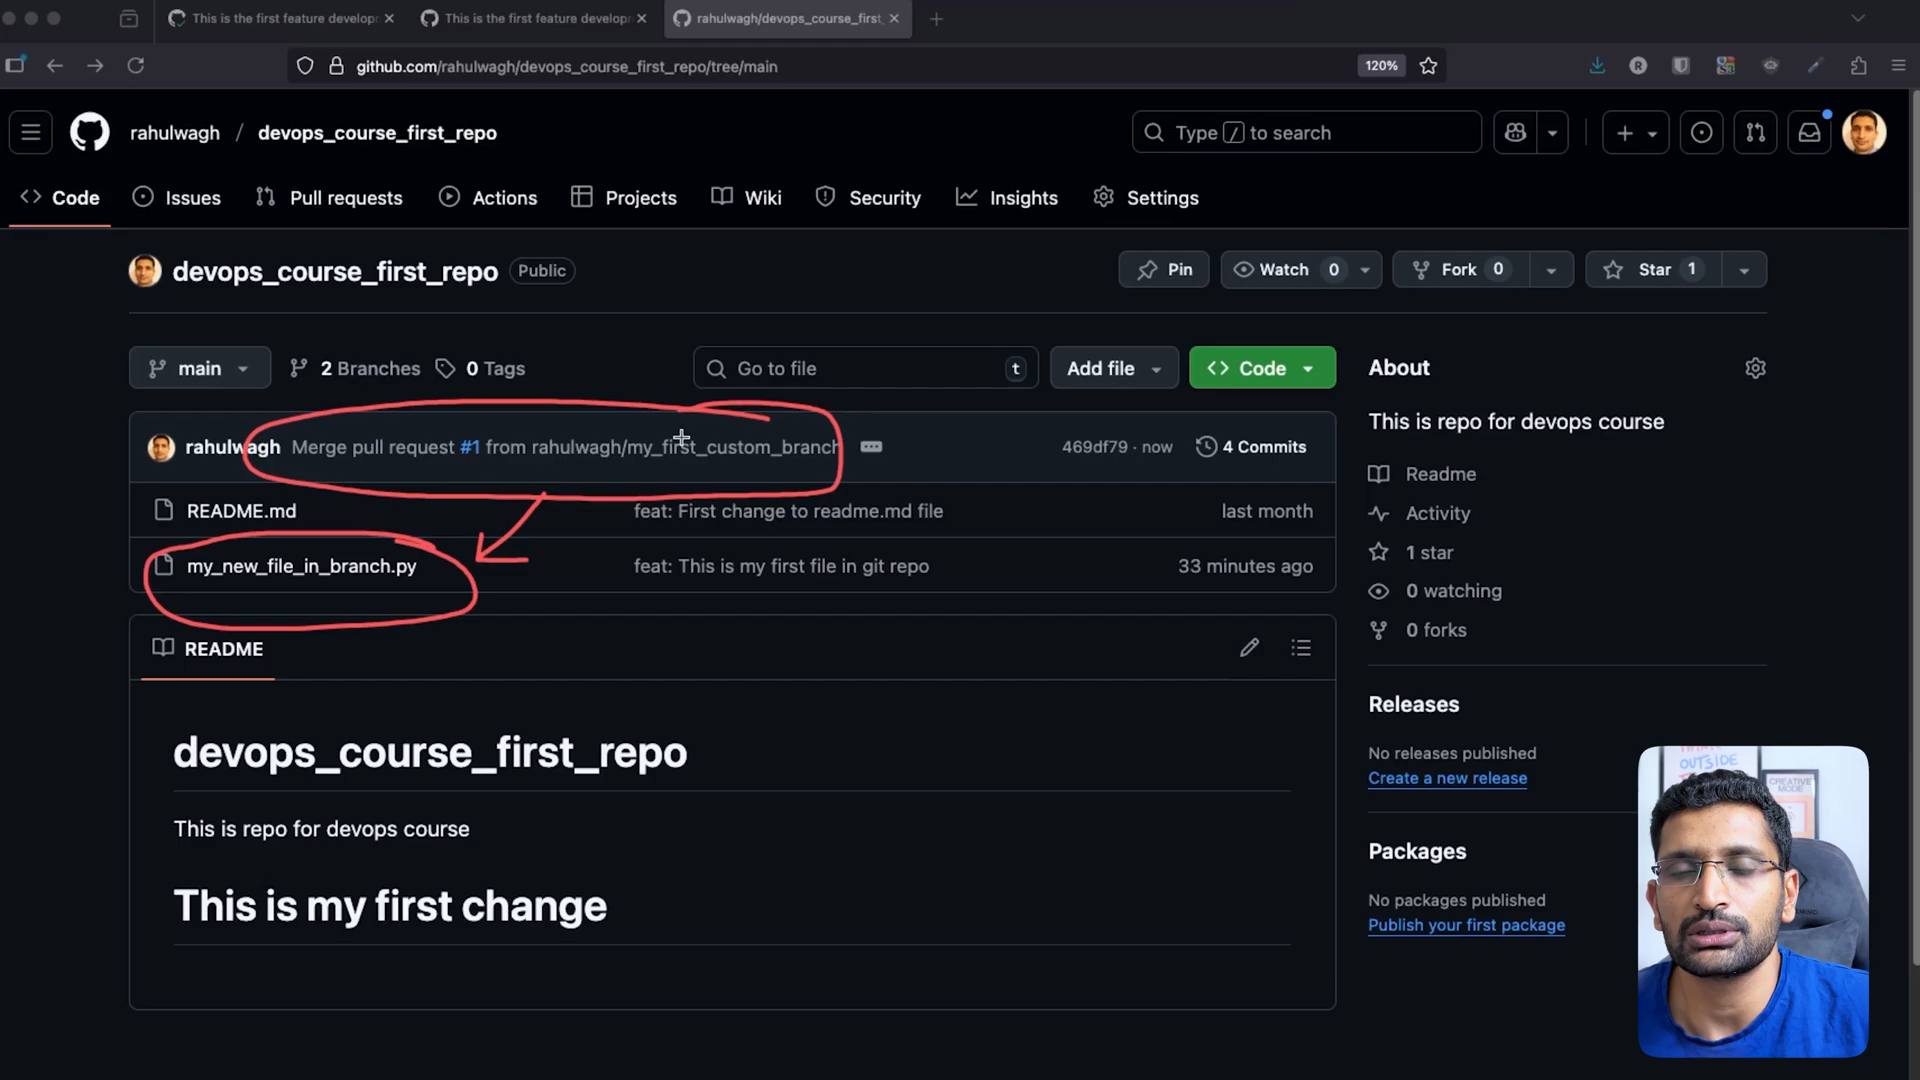 This is the first feature develop
This is the first feature develop
rahulwagh/devops_course_first_
github.com/rahulwagh/devops_course_first_repo/tree/main
120%
R
rahulwagh / devops_course_first_repo
Type / to search
Code
Issues
Pull requests
Actions
Projects
Wiki
Security
Insights
Settings
devops_course_first_repo
Public
Pin
Watch 0
Fork 0
Star 1
main
2 Branches
0 Tags
Go to file
t
Add file
Code
rahulwagh Merge pull request #1 from rahulwagh/my_first_custom_branch
469df79 · now
4 Commits
README.md
feat: First change to readme.md file
last month
my_new_file_in_branch.py
feat: This is my first file in git repo
33 minutes ago
README
devops_course_first_repo
This is repo for devops course
This is my first change
About
This is repo for devops course
Readme
Activity
1 star
0 watching
0 forks
Releases
No releases published
Create a new release
Packages
No packages published
Publish your first package
OUTSIDE
CREATIVE
MODE